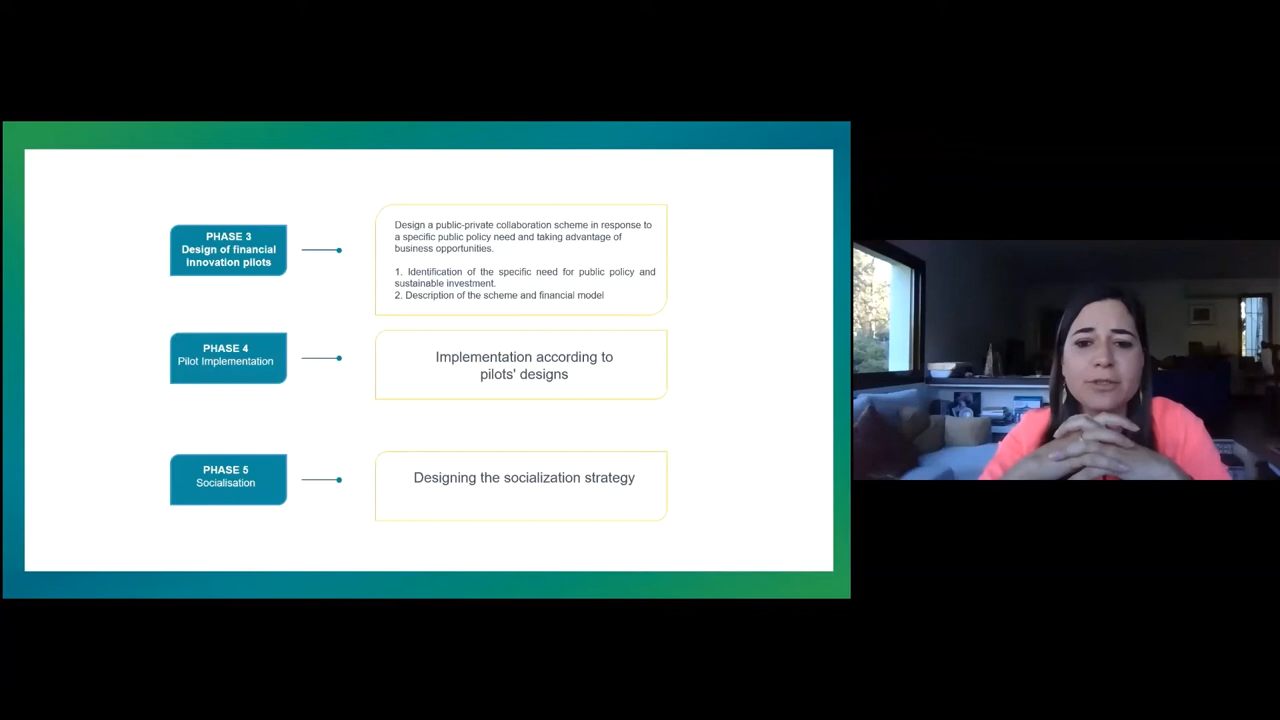 PHASE 3
Design of financial
innovation pilots
Design a public-private collaboration scheme in response to
a specific public policy need and taking advantage of
business opportunities.
1. Identification of the specific need for public policy and
sustainable investment.
2. Description of the scheme and financial model
PHASE 4
Pilot Implementation
Implementation according to
pilots' designs
PHASE 5
Socialisation
Designing the socialization strategy